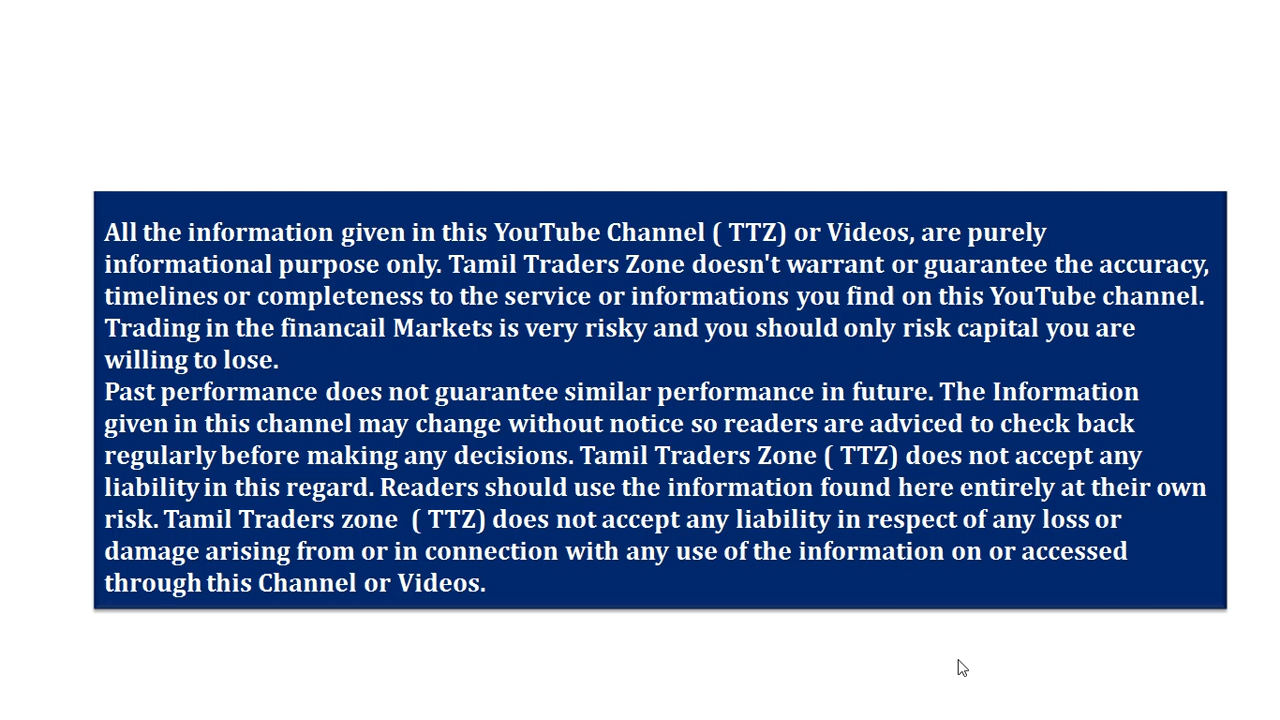 All the information given in this YouTube Channel ( TTZ) or Videos, are purely
informational purpose only. Tamil Traders Zone doesn't warrant or guarantee the accuracy,
timelines or completeness to the service or informations you find on this YouTube channel.
Trading in the financail Markets is very risky and you should only risk capital you are
willing to lose.
Past performance does not guarantee similar performance in future. The Information
given in this channel may change without notice so readers are adviced to check back
regularly before making any decisions. Tamil Traders Zone ( TTZ) does not accept any
liability in this regard. Readers should use the information found here entirely at their own
risk. Tamil Traders zone  ( TTZ) does not accept any liability in respect of any loss or
damage arising from or in connection with any use of the information on or accessed
through this Channel or Videos.